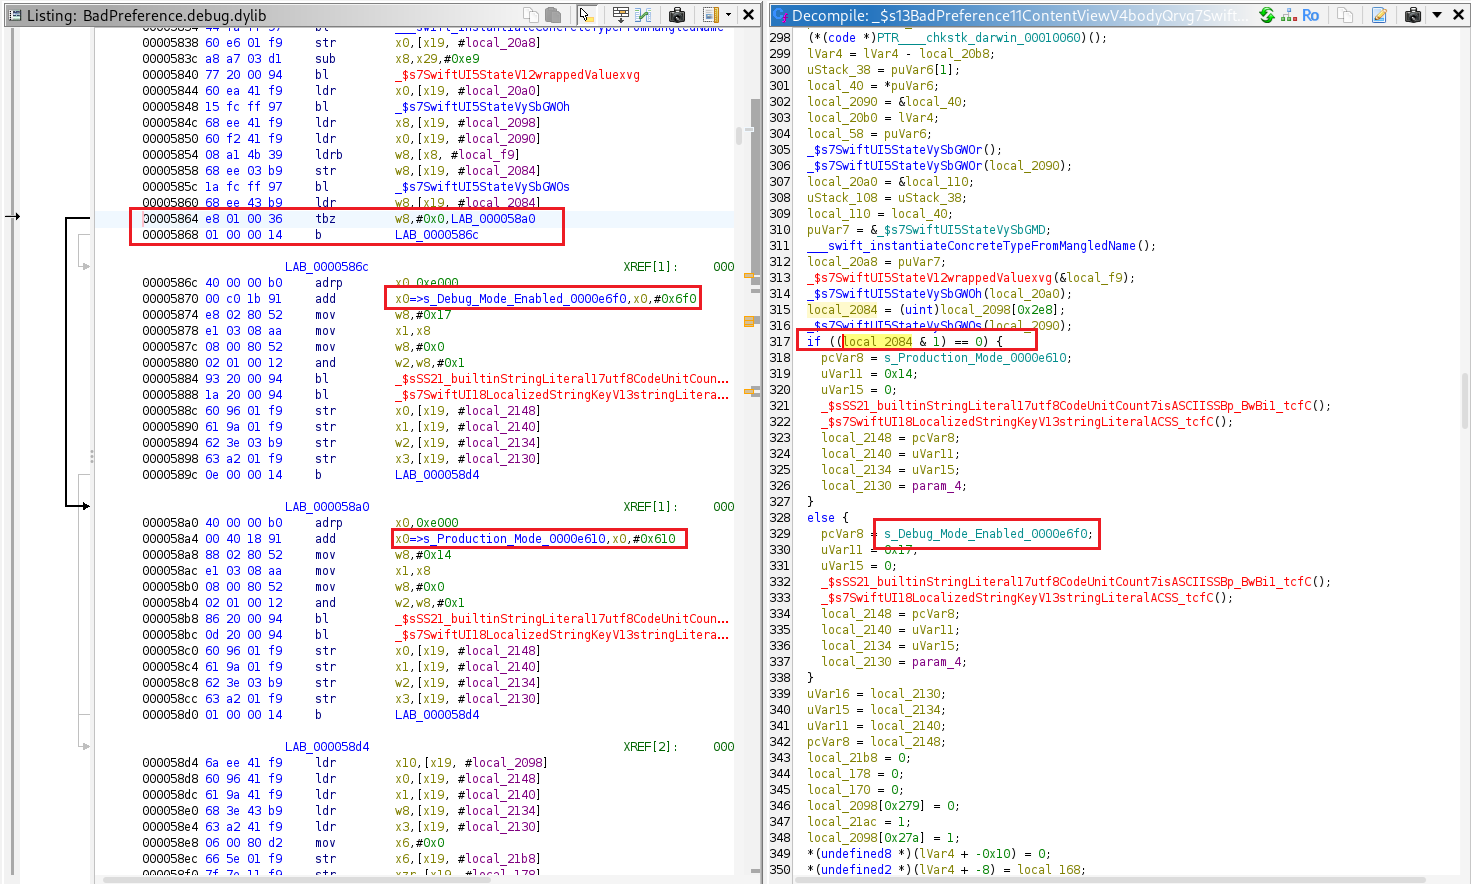 Listing: BadPreference.debug.dylib
00005838 60 e6 01 f9 str x0,[x19, #local_20a8]
0000583c a8 a7 03 d1 sub x8,x29,#0xe9
00005840 77 20 00 94 bl _$s7SwiftUI5StateV12wrappedValuexvg
00005844 60 ea 41 f9 ldr x0,[x19, #local_20a0]
00005848 15 fc ff 97 bl _$s7SwiftUI5StateVySbGWOh
0000584c 68 ee 41 f9 ldr x8,[x19, #local_2098]
00005850 60 f2 41 f9 ldr x0,[x19, #local_2090]
00005854 08 a1 4b 39 ldrb w8,[x8, #local_f9]
00005858 68 ee 03 b9 str w8,[x19, #local_2084]
0000585c 1a fc ff 97 bl _$s7SwiftUI5StateVySbGWOs
00005860 68 ee 43 b9 ldr w8,[x19, #local_2084]
00005864 e8 01 00 36 tbz w8,#0x0,LAB_000058a0
00005868 01 00 00 14 b LAB_0000586c
LAB_0000586c XREF[1]: 000
0000586c 40 00 00 b0 adrp x0,0xe000
00005870 00 c0 1b 91 add x0=>s_Debug_Mode_Enabled_0000e6f0,x0,#0x6f0
00005874 e8 02 80 52 mov w8,#0x17
00005878 e1 03 08 aa mov x1,x8
0000587c 08 00 80 52 mov w8,#0x0
00005880 02 01 00 12 and w2,w8,#0x1
00005884 93 20 00 94 bl _$sSS21_builtinStringLiteral17utf8CodeUnitCoun...
00005888 1a 20 00 94 bl _$s7SwiftUI18LocalizedStringKeyV13stringLitera...
0000588c 60 96 01 f9 str x0,[x19, #local_2148]
00005890 61 9a 01 f9 str x1,[x19, #local_2140]
00005894 62 3e 03 b9 str w2,[x19, #local_2134]
00005898 63 a2 01 f9 str x3,[x19, #local_2130]
0000589c 0e 00 00 14 b LAB_000058d4
LAB_000058a0 XREF[1]: 000
000058a0 40 00 00 b0 adrp x0,0xe000
000058a4 00 40 18 91 add x0=>s_Production_Mode_0000e610,x0,#0x610
000058a8 88 02 80 52 mov w8,#0x14
000058ac e1 03 08 aa mov x1,x8
000058b0 08 00 80 52 mov w8,#0x0
000058b4 02 01 00 12 and w2,w8,#0x1
000058b8 86 20 00 94 bl _$sSS21_builtinStringLiteral17utf8CodeUnitCoun...
000058bc 0d 20 00 94 bl _$s7SwiftUI18LocalizedStringKeyV13stringLitera...
000058c0 60 96 01 f9 str x0,[x19, #local_2148]
000058c4 61 9a 01 f9 str x1,[x19, #local_2140]
000058c8 62 3e 03 b9 str w2,[x19, #local_2134]
000058cc 63 a2 01 f9 str x3,[x19, #local_2130]
000058d0 01 00 00 14 b LAB_000058d4
LAB_000058d4 XREF[2]: 000
000058d4 6a ee 41 f9 ldr x10,[x19, #local_2098]
000058d8 60 96 41 f9 ldr x0,[x19, #local_2148]
000058dc 61 9a 41 f9 ldr x1,[x19, #local_2140]
000058e0 68 3e 43 b9 ldr w8,[x19, #local_2134]
000058e4 63 a2 41 f9 ldr x3,[x19, #local_2130]
000058e8 06 00 80 d2 mov x6,#0x0
000058ec 66 5e 01 f9 str x6,[x19, #local_21b8]
000058f0 7f 7e 11 f9 str xzr,[x19, #local_178]
Decompile: _$s13BadPreference11ContentViewV4bodyQrvg7Swift...
298 (*(code *)PTR____chkstk_darwin_00010060)();
299 lVar4 = lVar4 - local_20b8;
300 uStack_38 = puVar6[1];
301 local_40 = *puVar6;
302 local_2090 = &local_40;
303 local_20b0 = lVar4;
304 local_58 = puVar6;
305 _$s7SwiftUI5StateVySbGWOr();
306 _$s7SwiftUI5StateVySbGWOr(local_2090);
307 local_20a0 = &local_110;
308 uStack_108 = uStack_38;
309 local_110 = local_40;
310 puVar7 = &_$s7SwiftUI5StateVySbGMD;
311 ___swift_instantiateConcreteTypeFromMangledName();
312 local_20a8 = puVar7;
313 _$s7SwiftUI5StateV12wrappedValuexvg(&local_f9);
314 _$s7SwiftUI5StateVySbGWOh(local_20a0);
315 local_2084 = (uint)local_2098[0x2e8];
316 _$s7SwiftUI5StateVySbGWOs(local_2090);
317 if ((local_2084 & 1) == 0) {
318 pcVar8 = s_Production_Mode_0000e610;
319 uVar11 = 0x14;
320 uVar15 = 0;
321 _$sSS21_builtinStringLiteral17utf8CodeUnitCount7isASCIISSBp_BwBi1_tcfC();
322 _$s7SwiftUI18LocalizedStringKeyV13stringLiteralACSS_tcfC();
323 local_2148 = pcVar8;
324 local_2140 = uVar11;
325 local_2134 = uVar15;
326 local_2130 = param_4;
327 }
328 else {
329 pcVar8 = s_Debug_Mode_Enabled_0000e6f0;
330 uVar11 = 0x17;
331 uVar15 = 0;
332 _$sSS21_builtinStringLiteral17utf8CodeUnitCount7isASCIISSBp_BwBi1_tcfC();
333 _$s7SwiftUI18LocalizedStringKeyV13stringLiteralACSS_tcfC();
334 local_2148 = pcVar8;
335 local_2140 = uVar11;
336 local_2134 = uVar15;
337 local_2130 = param_4;
338 }
339 uVar16 = local_2130;
340 uVar15 = local_2134;
341 uVar11 = local_2140;
342 pcVar8 = local_2148;
343 local_21b8 = 0;
344 local_178 = 0;
345 local_170 = 0;
346 local_2098[0x279] = 0;
347 local_21ac = 1;
348 local_2098[0x27a] = 1;
349 *(undefined8 *)(lVar4 + -0x10) = 0;
350 *(undefined2 *)(lVar4 + -8) = local_168;